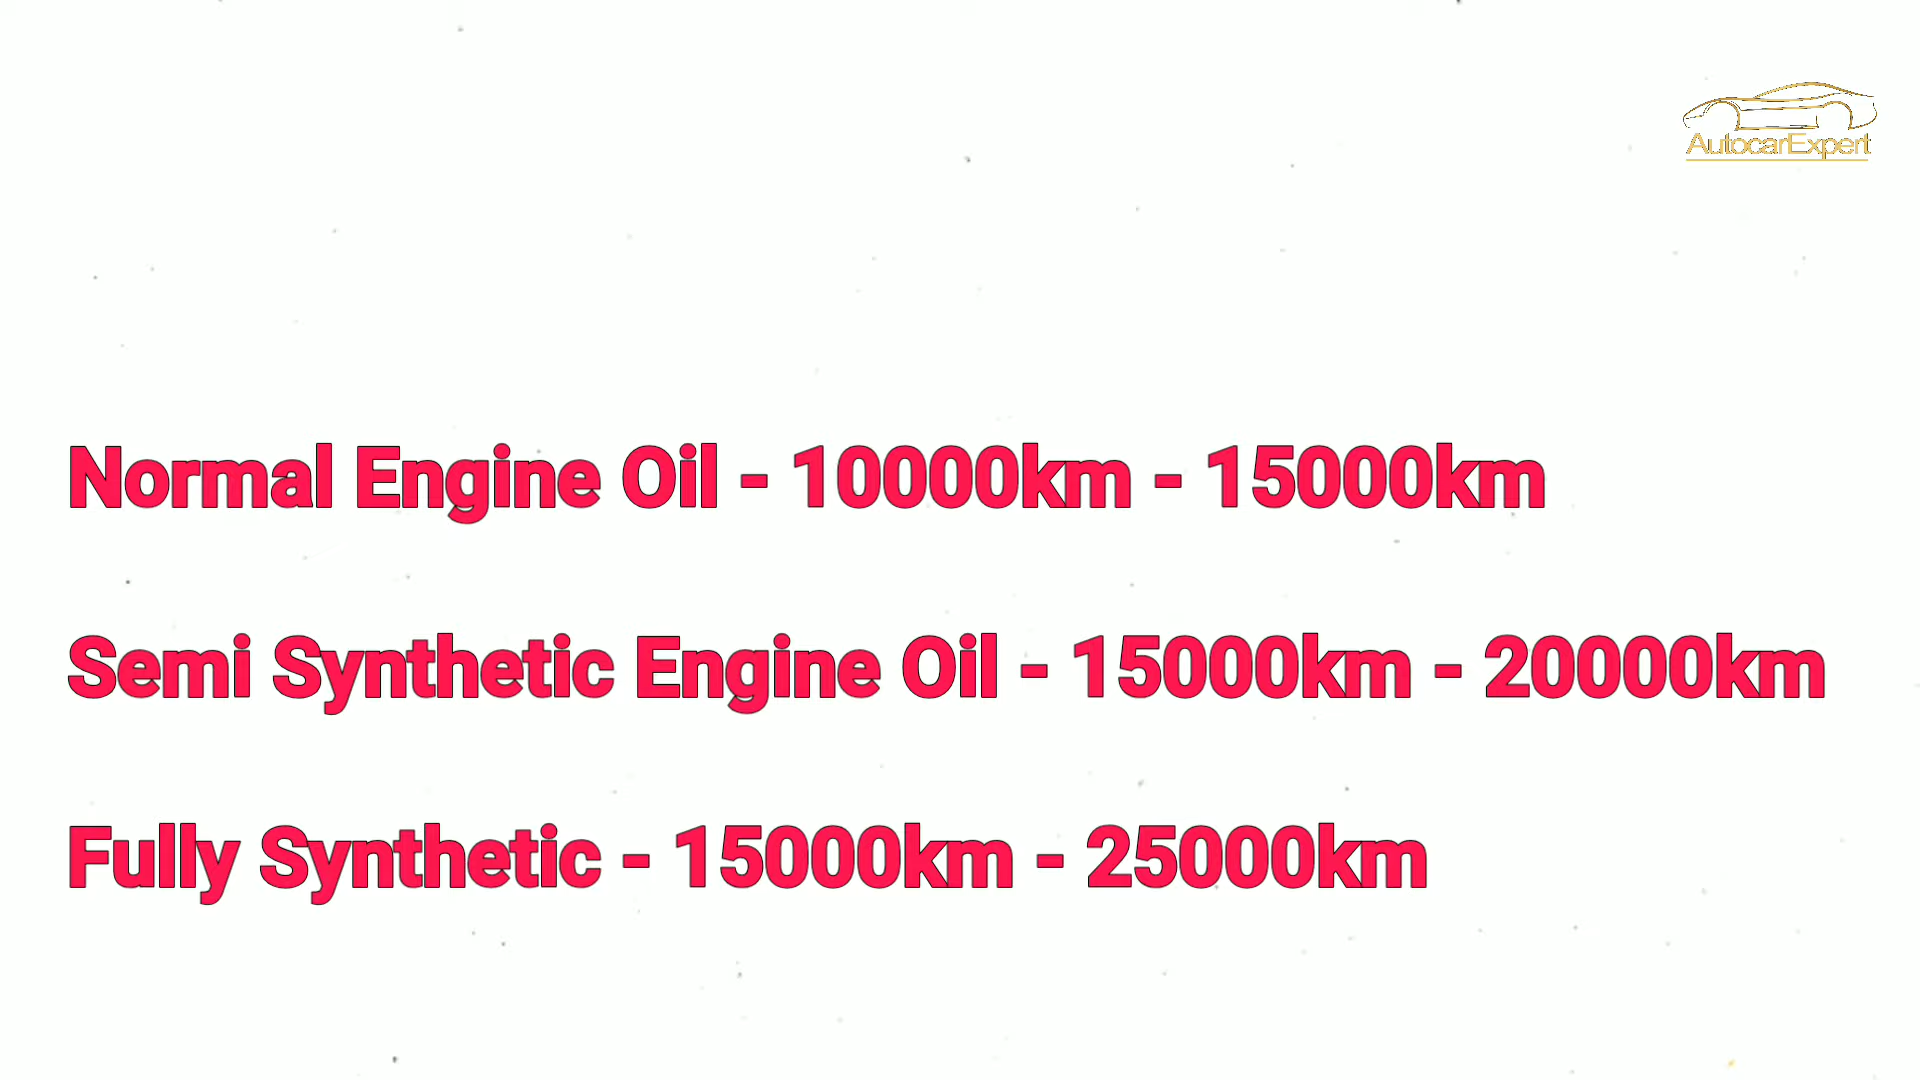 AutocarExpert
Normal Engine Oil - 10000km - 15000km
Semi Synthetic Engine Oil - 15000km - 20000km
Fully Synthetic - 15000km - 25000km